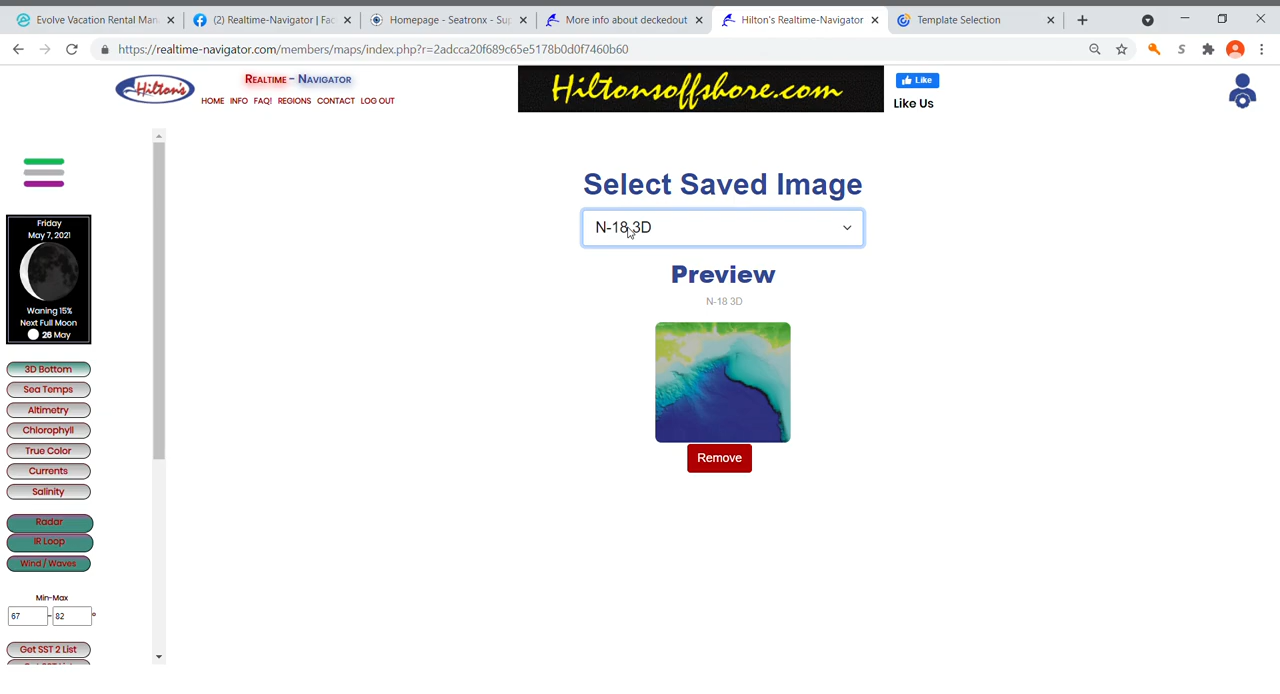 Evolve Vacation Rental Man
(2) Realtime-Navigator | Fac
Homepage - Seatronx - Sup
More info about deckedout
Hilton's Realtime-Navigator
Template Selection
https://realtime-navigator.com/members/maps/index.php?r=2adcca20f689c65e5178b0d0f7460b60
Hilton's
REALTIME - NAVIGATOR
HOME INFO FAQ! REGIONS CONTACT LOG OUT
Hiltonsoffshore.com
Like
Like Us
Friday
May 7, 2021
Waning 15%
Next Full Moon
26 May
3D Bottom
Sea Temps
Altimetry
Chlorophyll
True Color
Currents
Salinity
Radar
IR Loop
Wind / Waves
Min-Max
67 - 82 °
Get SST 2 List
Select Saved Image
N-18 3D
Preview
N-18 3D
Remove